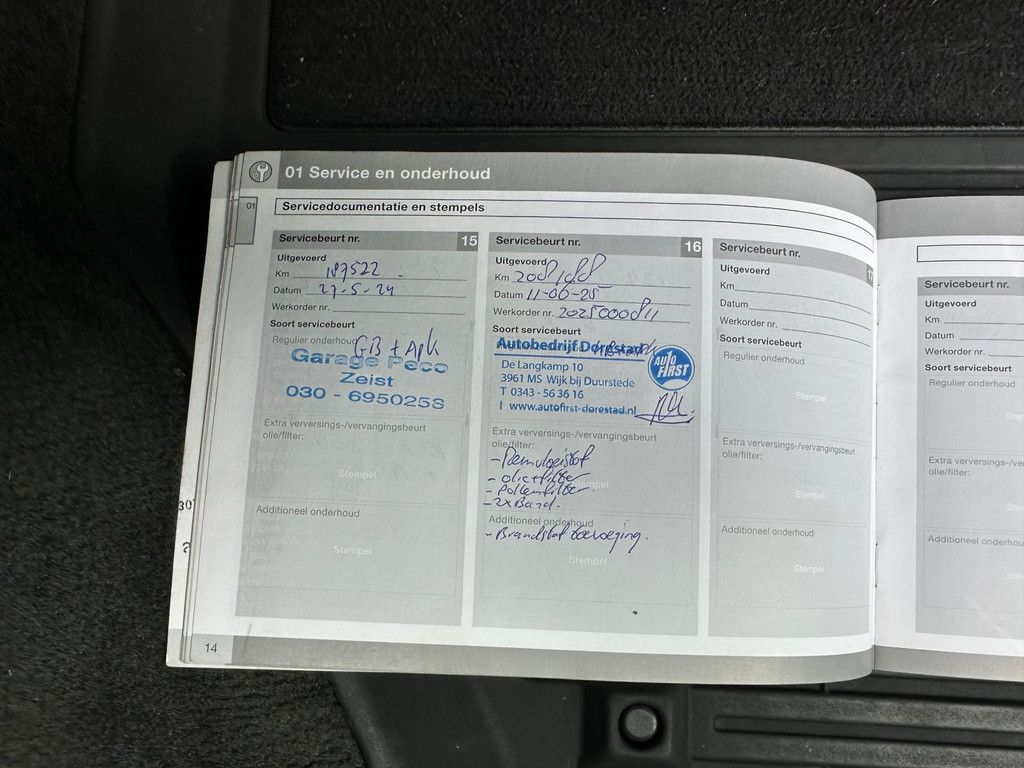 01 Service en onderhoud
01
Servicedocumentatie en stempels
Servicebeurt nr. 15
Uitgevoerd
Km 187522
Datum 27-5-24
Werkorder nr.
Soort servicebeurt
Regulier onderhoud GB + Apk
Garage Peco
Zeist
030 - 6950253
Extra verversings-/vervangingsbeurt
olie/filter:
Stempel
Additioneel onderhoud
Stempel
Servicebeurt nr. 16
Uitgevoerd
Km
Datum 11-06-25
Werkorder nr.
Soort servicebeurt
Autobedrijf Dorestad
De Langkamp 10
3961 MS Wijk bij Duurstede
T 0343 - 56 36 16
I www.autofirst-dorestad.nl
AUTO
FIRST
Extra verversings-/vervangingsbeurt
olie/filter:
- Remvloeistof
- olie+filter
- Pollenfilter
- 2x Band.
Stempel
Additioneel onderhoud
- Brandstof toevoeging.
Stempel
Servicebeurt nr. 17
Uitgevoerd
Km
Datum
Werkorder nr.
Soort servicebeurt
Regulier onderhoud
Stempel
Extra verversings-/vervangingsbeurt
olie/filter:
Stempel
Additioneel onderhoud
Stempel
14
Servicebeurt nr.
Uitgevoerd
Km
Datum
Werkorder nr.
Soort servicebeurt
Regulier onderhoud
Extra verversings-/ver
olie/filter:
Additioneel onderhou